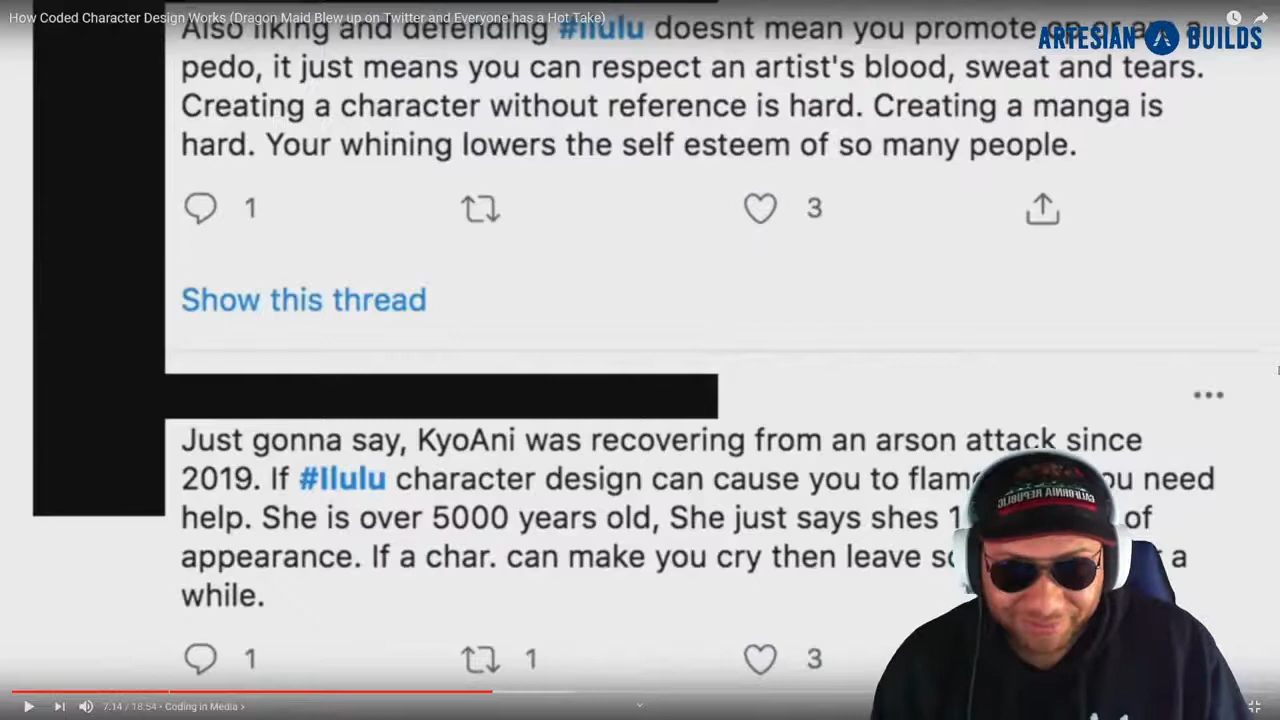 How Coded Character Design Works (Dragon Maid Blew up on Twitter and Everyone has a Hot Take)
Also liking and defending #Ilulu doesnt mean you promote or a
ARTESIAN BUILDS
pedo, it just means you can respect an artist's blood, sweat and tears.
Creating a character without reference is hard. Creating a manga is
hard. Your whining lowers the self esteem of so many people.
1
3
Show this thread
Just gonna say, KyoAni was recovering from an arson attack since
2019. If #Ilulu character design can cause you to need
help. She is over 5000 years old, She just says shes of
appearance. If a char. can make you cry then leave a
while.
CALIFORNIA REPUBLIC
1
1
3
7:14 / 18:54 • Coding in Media >